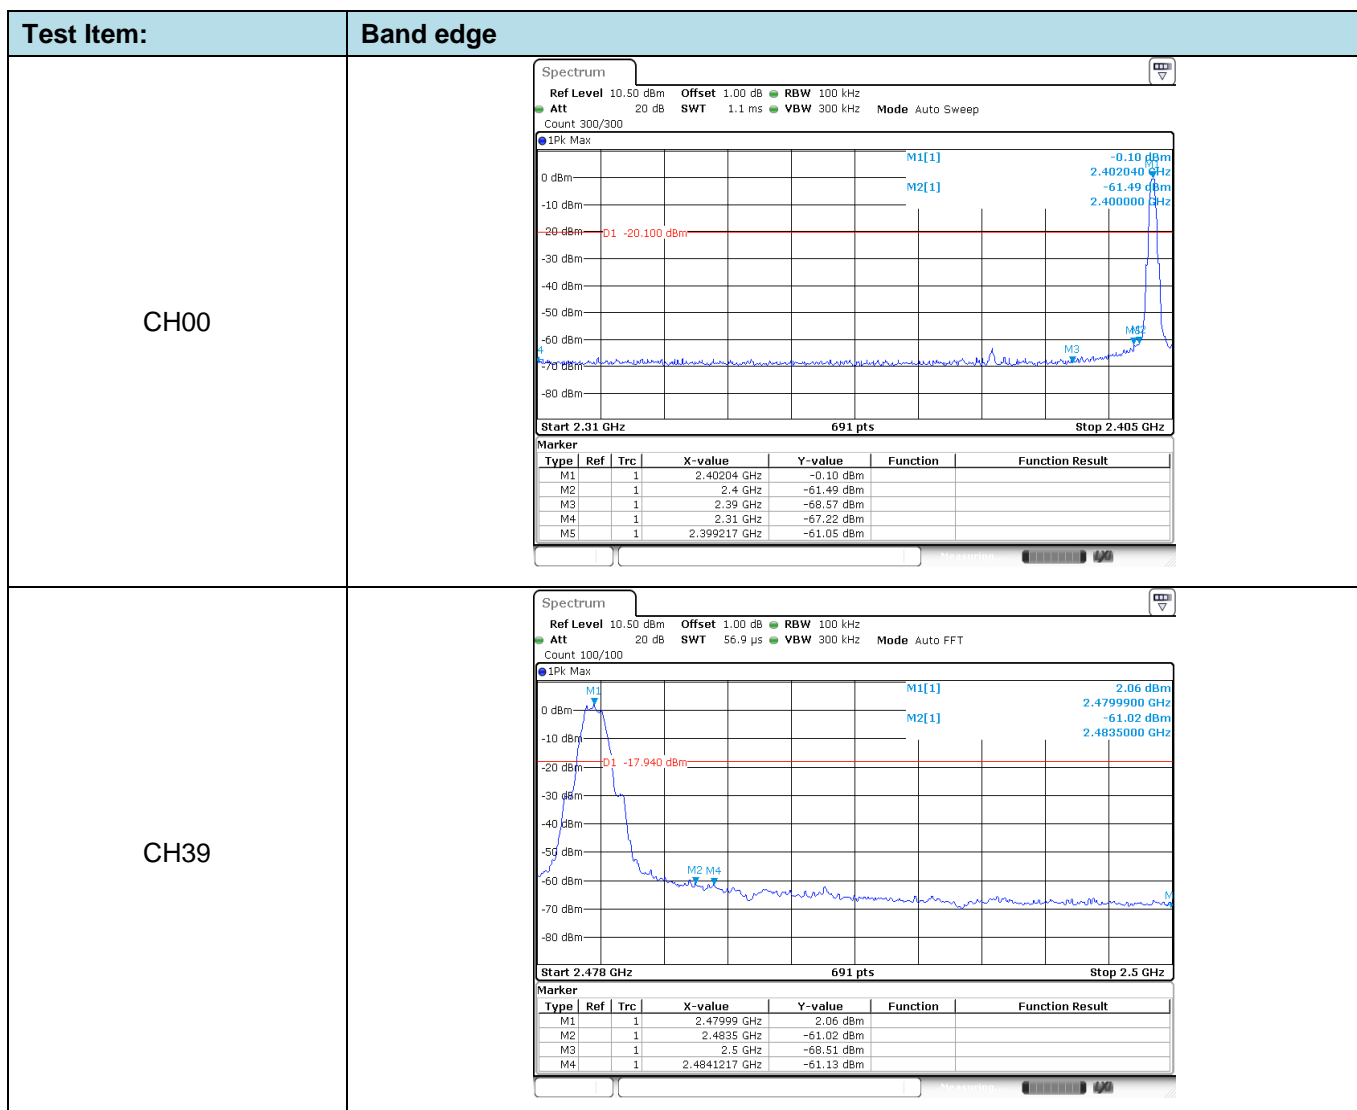 Test Item: Band edge
CH00
Spectrum
Ref Level 10.50 dBm Offset 1.00 dB RBW 100 kHz
Att 20 dB SWT 1.1 ms VBW 300 kHz Mode Auto Sweep
Count 300/300
1Pk Max
M1[1] -0.10 dBm
2.402040 GHz
M2[1] -61.49 dBm
2.400000 GHz
M1
0 dBm
-10 dBm
-20 dBm
D1 -20.100 dBm
-30 dBm
-40 dBm
-50 dBm
-60 dBm
M3
M5 M2
-70 dBm
-80 dBm
Start 2.31 GHz 691 pts Stop 2.405 GHz
Marker
Type Ref Trc X-value Y-value Function Function Result
M1 1 2.40204 GHz -0.10 dBm
M2 1 2.4 GHz -61.49 dBm
M3 1 2.39 GHz -68.57 dBm
M4 1 2.31 GHz -67.22 dBm
M5 1 2.399217 GHz -61.05 dBm
Measuring...
CH39
Spectrum
Ref Level 10.50 dBm Offset 1.00 dB RBW 100 kHz
Att 20 dB SWT 56.9 µs VBW 300 kHz Mode Auto FFT
Count 100/100
1Pk Max
M1[1] 2.06 dBm
2.4799900 GHz
M2[1] -61.02 dBm
2.4835000 GHz
M1
0 dBm
-10 dBm
-20 dBm
D1 -17.940 dBm
-30 dBm
-40 dBm
-50 dBm
M2 M4
-60 dBm
-70 dBm
-80 dBm
Start 2.478 GHz 691 pts Stop 2.5 GHz
Marker
Type Ref Trc X-value Y-value Function Function Result
M1 1 2.47999 GHz 2.06 dBm
M2 1 2.4835 GHz -61.02 dBm
M3 1 2.5 GHz -68.51 dBm
M4 1 2.4841217 GHz -61.13 dBm
Measuring...